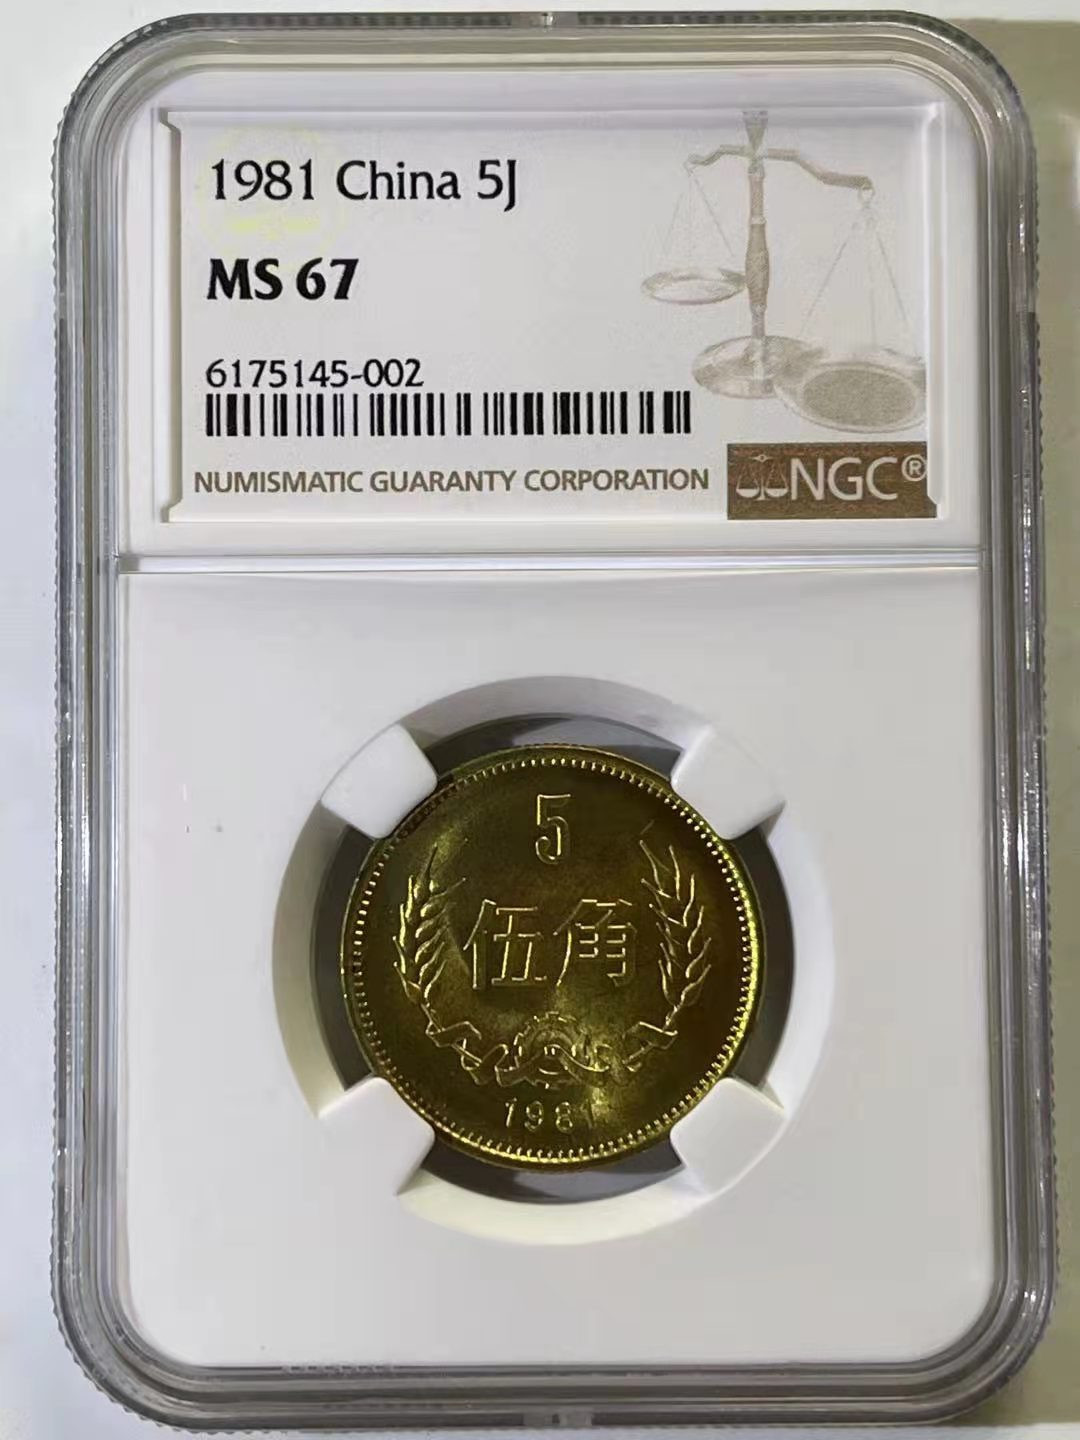 1981 China 5J
MS 67
6175145-002
NUMISMATIC GUARANTY CORPORATION
NGC®
5
伍角
1981